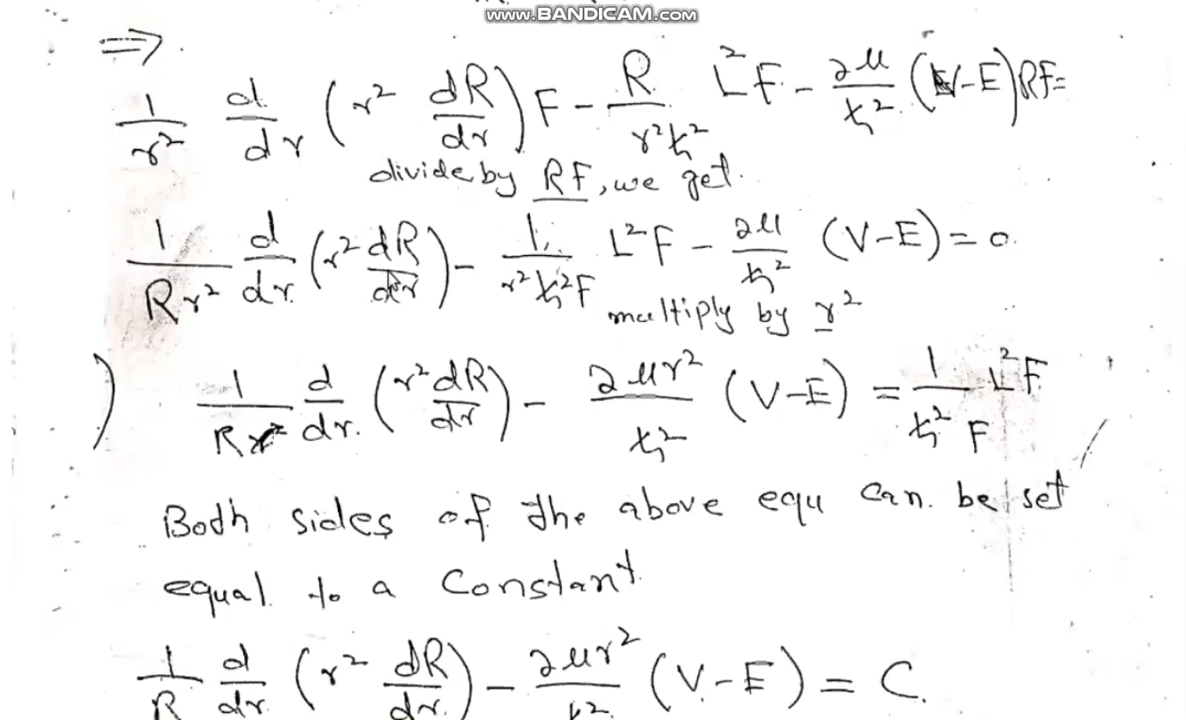 www.BANDICAM.com
⇒
1/r² d/dr (r² dR/dr) F - R/r²ħ² L²F - 2μ/ħ² (V-E)RF=
divide by RF, we get.
1/Rr² d/dr (r² dR/dr) - 1/r²ħ²F L²F - 2μ/ħ² (V-E) = 0
multiply by r²
) 1/R d/dr (r² dR/dr) - 2μr²/ħ² (V-E) = 1/ħ²F L²F
Both sides of the above equ can be set
equal to a constant
1/R d/dr (r² dR/dr) - 2μr²/ħ² (V-E) = C.